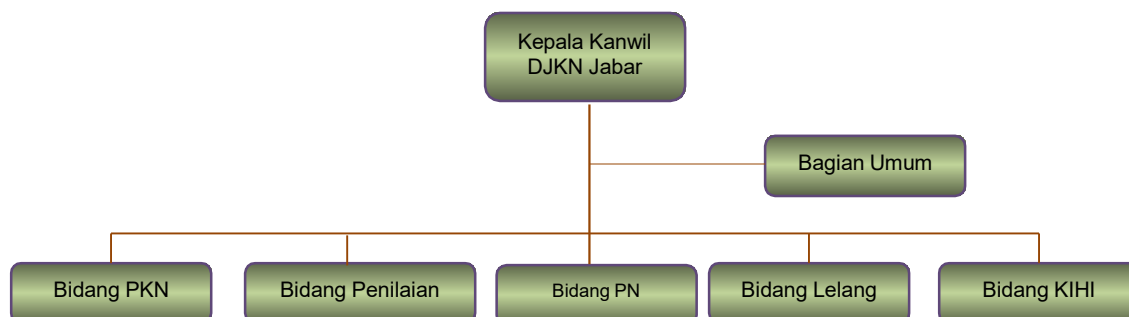 Kepala Kanwil
DJKN Jabar
Bagian Umum
Bidang PKN
Bidang Penilaian
Bidang PN
Bidang Lelang
Bidang KIHI